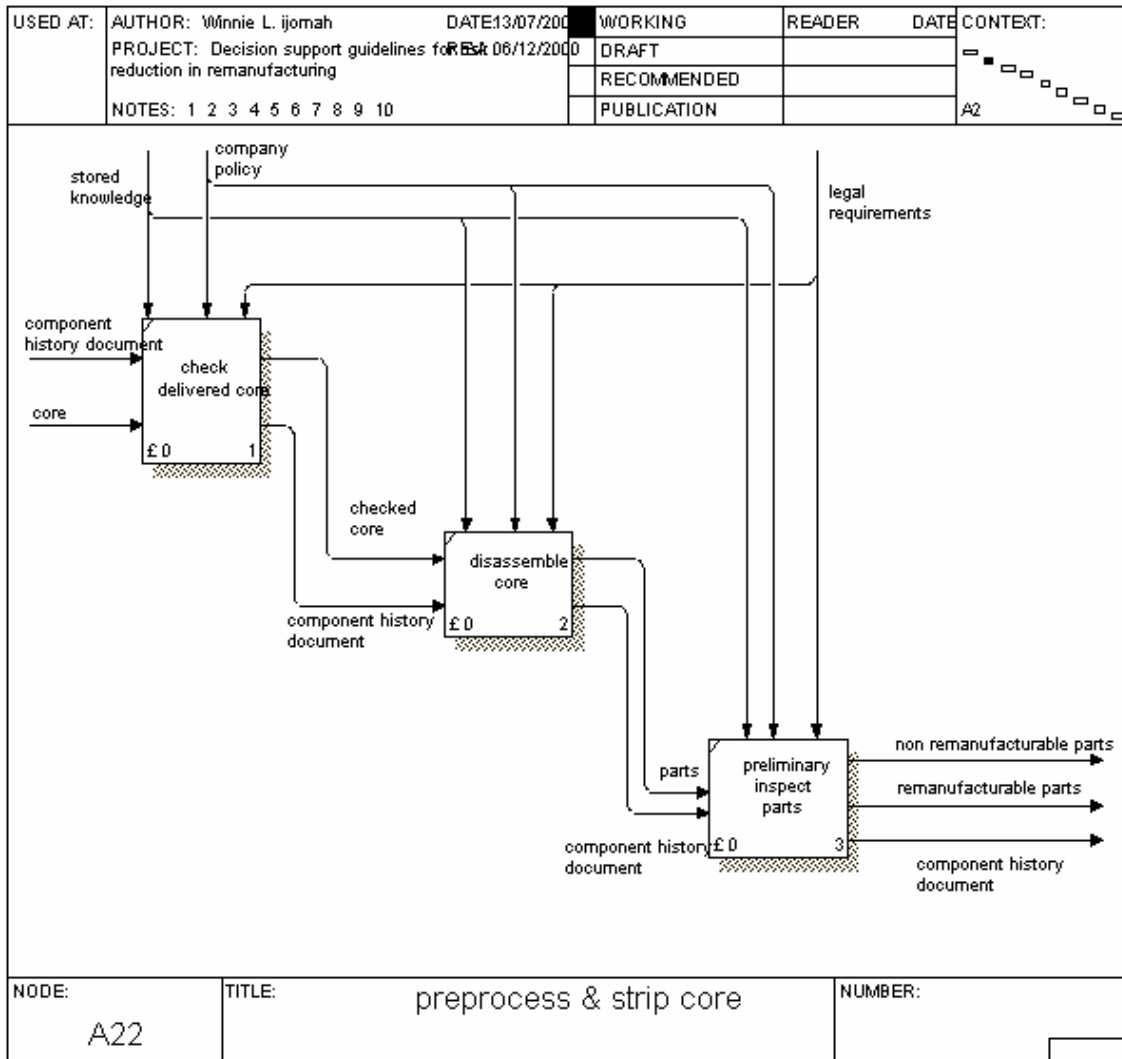 USED AT:
AUTHOR: Winnie L. ijomah
DATE:13/07/200
PROJECT: Decision support guidelines for
REV: 06/12/2000
reduction in remanufacturing
NOTES: 1 2 3 4 5 6 7 8 9 10
WORKING
DRAFT
RECOMMENDED
PUBLICATION
READER DATE
CONTEXT:
A2
stored
knowledge
company
policy
legal
requirements
component
history document
core
check
delivered core
£ 0 1
checked
core
component history
document
disassemble
core
£ 0 2
parts
component history
document
preliminary
inspect
parts
£ 0 3
non remanufacturable parts
remanufacturable parts
component history
document
NODE:
A22
TITLE:
preprocess & strip core
NUMBER: